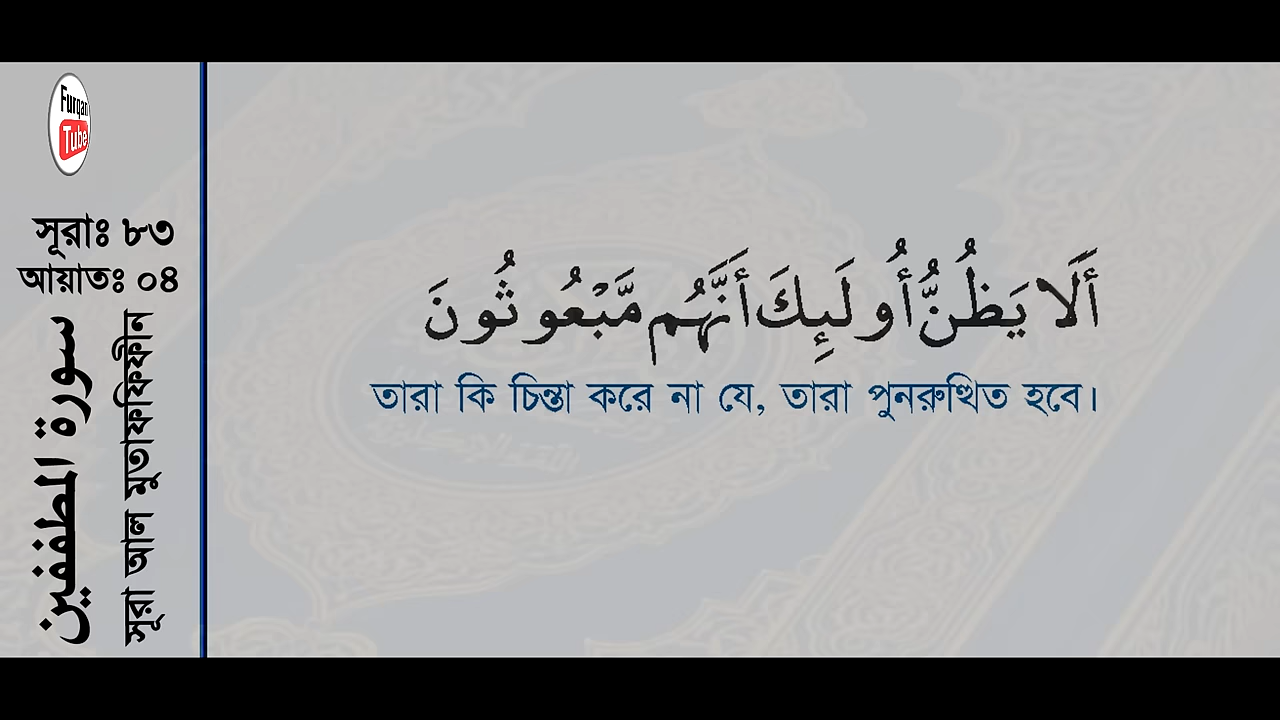 Furqan
Tube
সূরাঃ ৮৩
আয়াতঃ ০৪
سورة المطففين
সূরা আল মুতাফফিফীন
أَلَا يَظُنُّ أُولَٰئِكَ أَنَّهُم مَّبْعُوثُونَ
তারা কি চিন্তা করে না যে, তারা পুনরুত্থিত হবে।